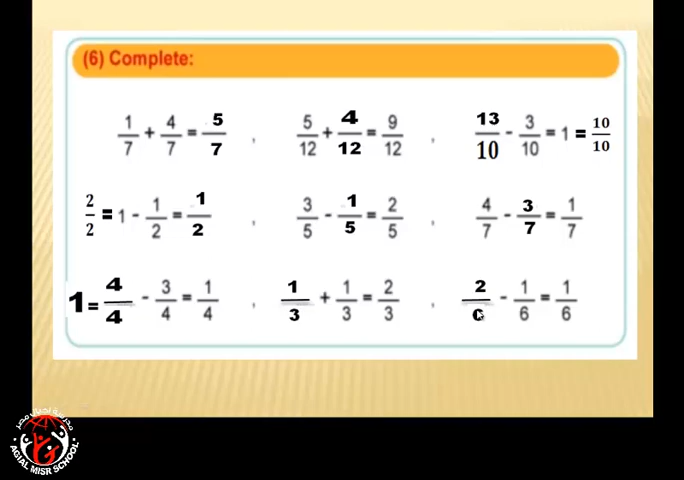 (6) Complete:
1/7 + 4/7 = 5/7 , 5/12 + 4/12 = 9/12 , 13/10 - 3/10 = 1 = 10/10
2/2 = 1 - 1/2 = 1/2 , 3/5 - 1/5 = 2/5 , 4/7 - 3/7 = 1/7
1 = 4/4 - 3/4 = 1/4 , 1/3 + 1/3 = 2/3 , 2/6 - 1/6 = 1/6
مدرسة أجيال مصر
AGIAL MISR SCHOOL